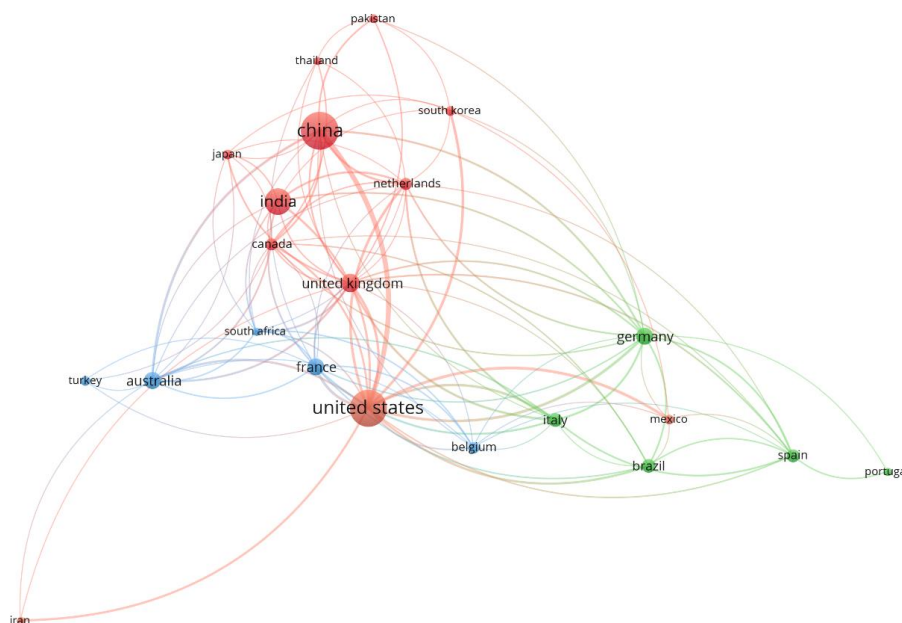 pakistan
thailand
south korea
china
japan
netherlands
india
canada
united kingdom
south africa
germany
france
turkey
australia
united states
italy
mexico
belgium
spain
brazil
portuga
iran